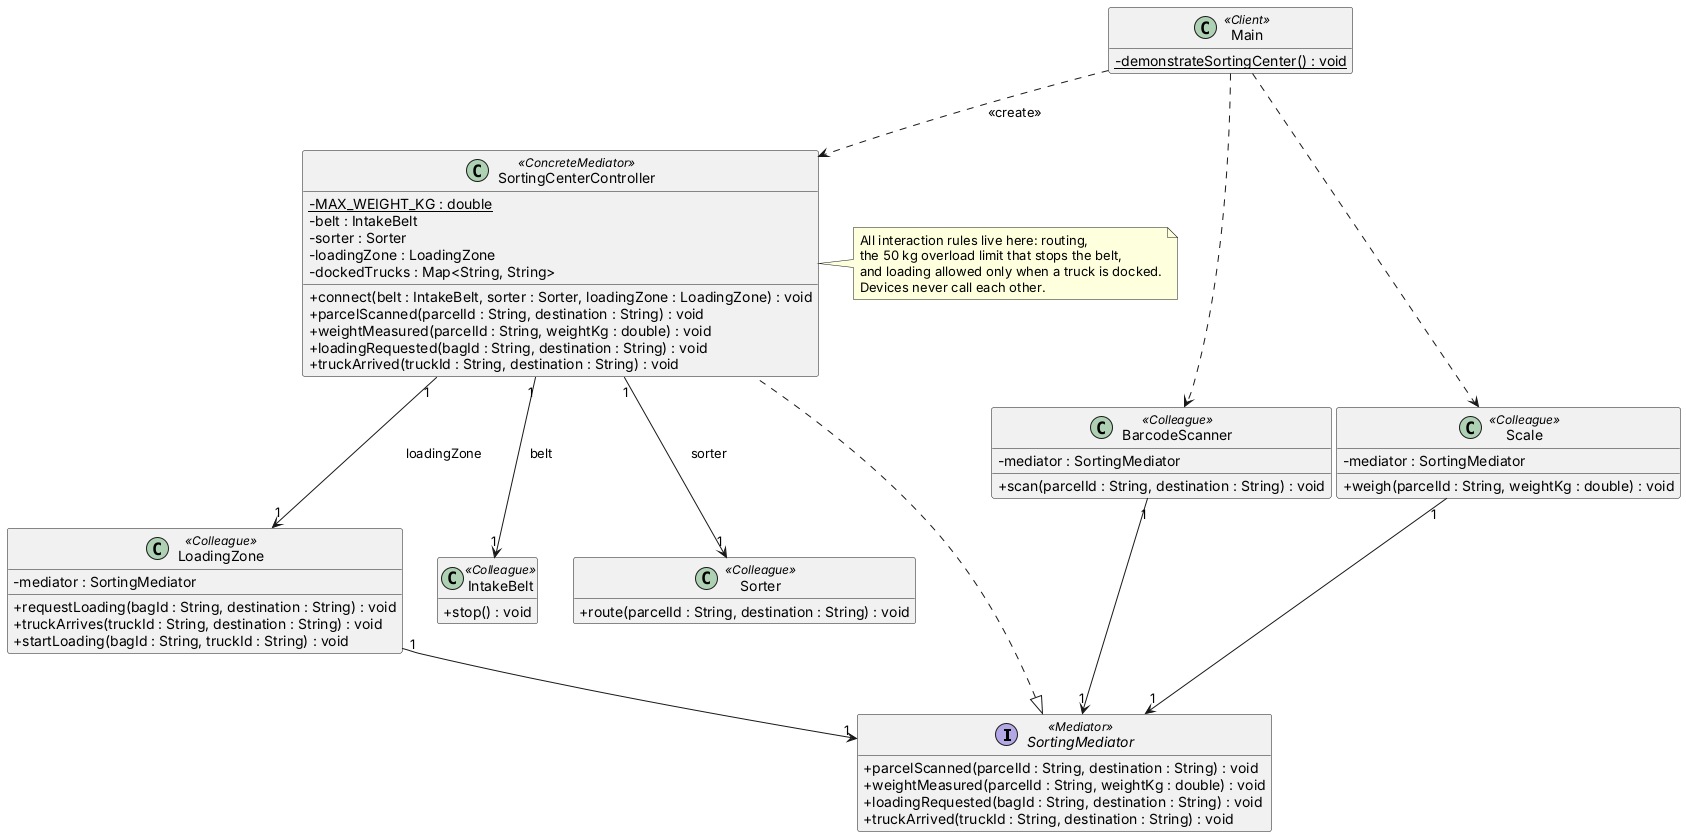 «Client»
Main
-demonstrateSortingCenter() : void
«create»
«ConcreteMediator»
SortingCenterController
-MAX_WEIGHT_KG : double
-belt : IntakeBelt
-sorter : Sorter
-loadingZone : LoadingZone
-dockedTrucks : Map<String, String>
+connect(belt : IntakeBelt, sorter : Sorter, loadingZone : LoadingZone) : void
+parcelScanned(parcelId : String, destination : String) : void
+weightMeasured(parcelId : String, weightKg : double) : void
+loadingRequested(bagId : String, destination : String) : void
+truckArrived(truckId : String, destination : String) : void
All interaction rules live here: routing,
the 50 kg overload limit that stops the belt,
and loading allowed only when a truck is docked.
Devices never call each other.
1
1
1
loadingZone
belt
sorter
1
1
1
«Colleague»
BarcodeScanner
-mediator : SortingMediator
+scan(parcelId : String, destination : String) : void
«Colleague»
Scale
-mediator : SortingMediator
+weigh(parcelId : String, weightKg : double) : void
1
1
«Colleague»
LoadingZone
-mediator : SortingMediator
+requestLoading(bagId : String, destination : String) : void
+truckArrives(truckId : String, destination : String) : void
+startLoading(bagId : String, truckId : String) : void
«Colleague»
IntakeBelt
+stop() : void
«Colleague»
Sorter
+route(parcelId : String, destination : String) : void
1
1
1
1
«Mediator»
SortingMediator
+parcelScanned(parcelId : String, destination : String) : void
+weightMeasured(parcelId : String, weightKg : double) : void
+loadingRequested(bagId : String, destination : String) : void
+truckArrived(truckId : String, destination : String) : void